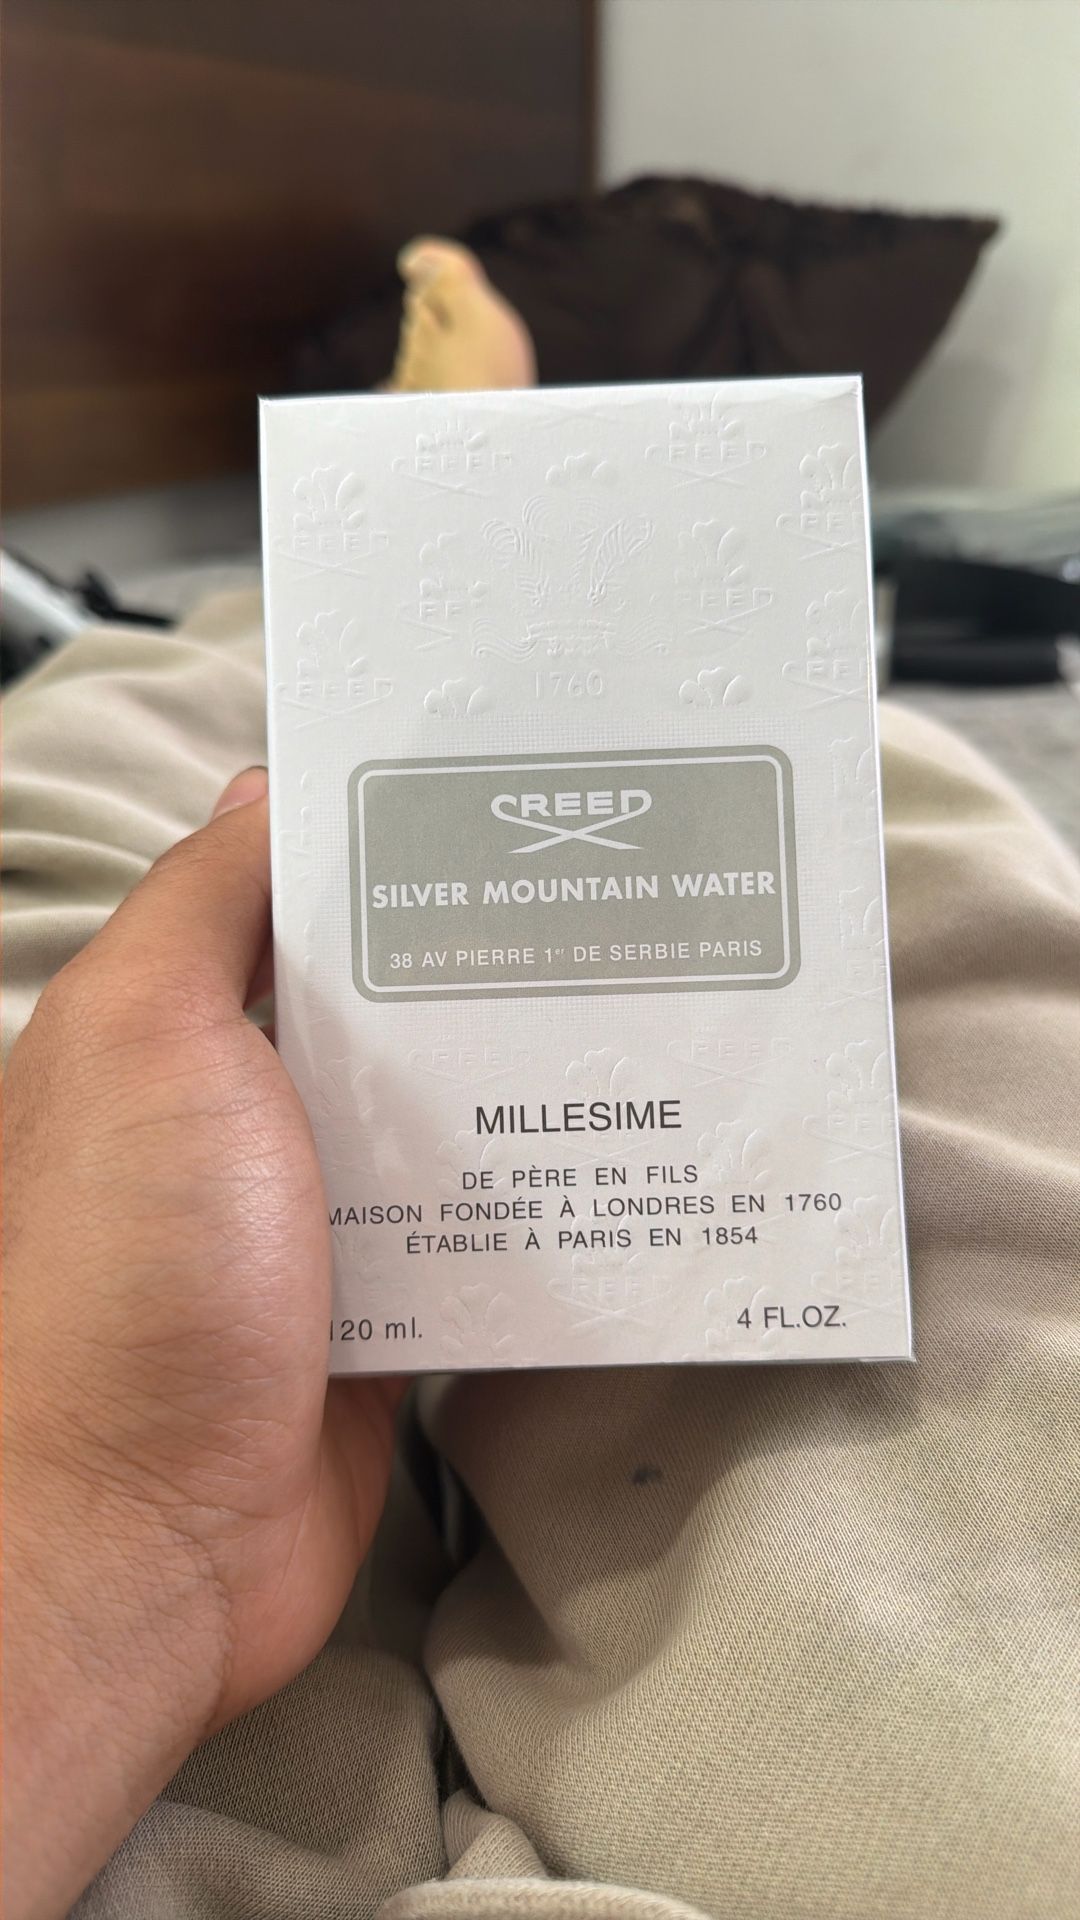 1760
CREED
SILVER MOUNTAIN WATER
38 AV PIERRE 1er DE SERBIE PARIS
MILLESIME
DE PÈRE EN FILS
MAISON FONDÉE À LONDRES EN 1760
ÉTABLIE À PARIS EN 1854
120 ml. 4 FL.OZ.